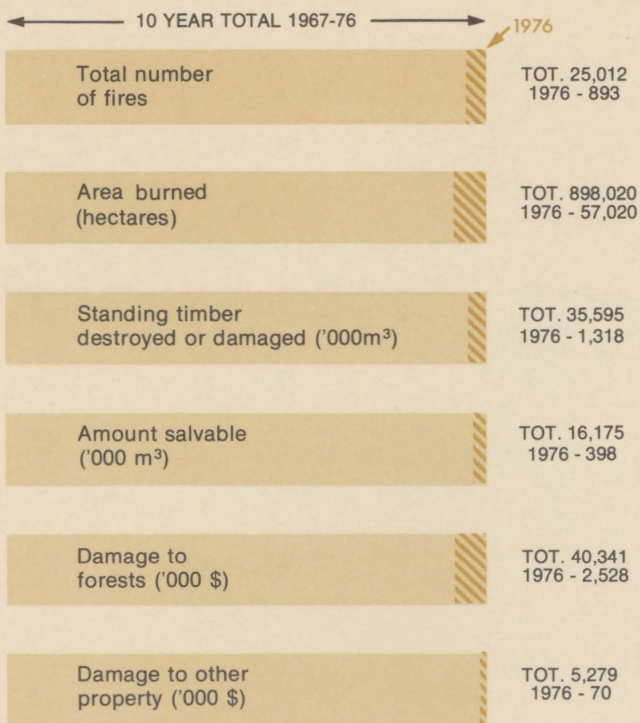 10 YEAR TOTAL 1967-76
1976
Total number
of fires
TOT. 25,012
1976 - 893
Area burned
(hectares)
TOT. 898,020
1976 - 57,020
Standing timber
destroyed or damaged ('000m³)
TOT. 35,595
1976 - 1,318
Amount salvable
('000 m³)
TOT. 16,175
1976 - 398
Damage to
forests ('000 $)
TOT. 40,341
1976 - 2,528
Damage to other
property ('000 $)
TOT. 5,279
1976 - 70